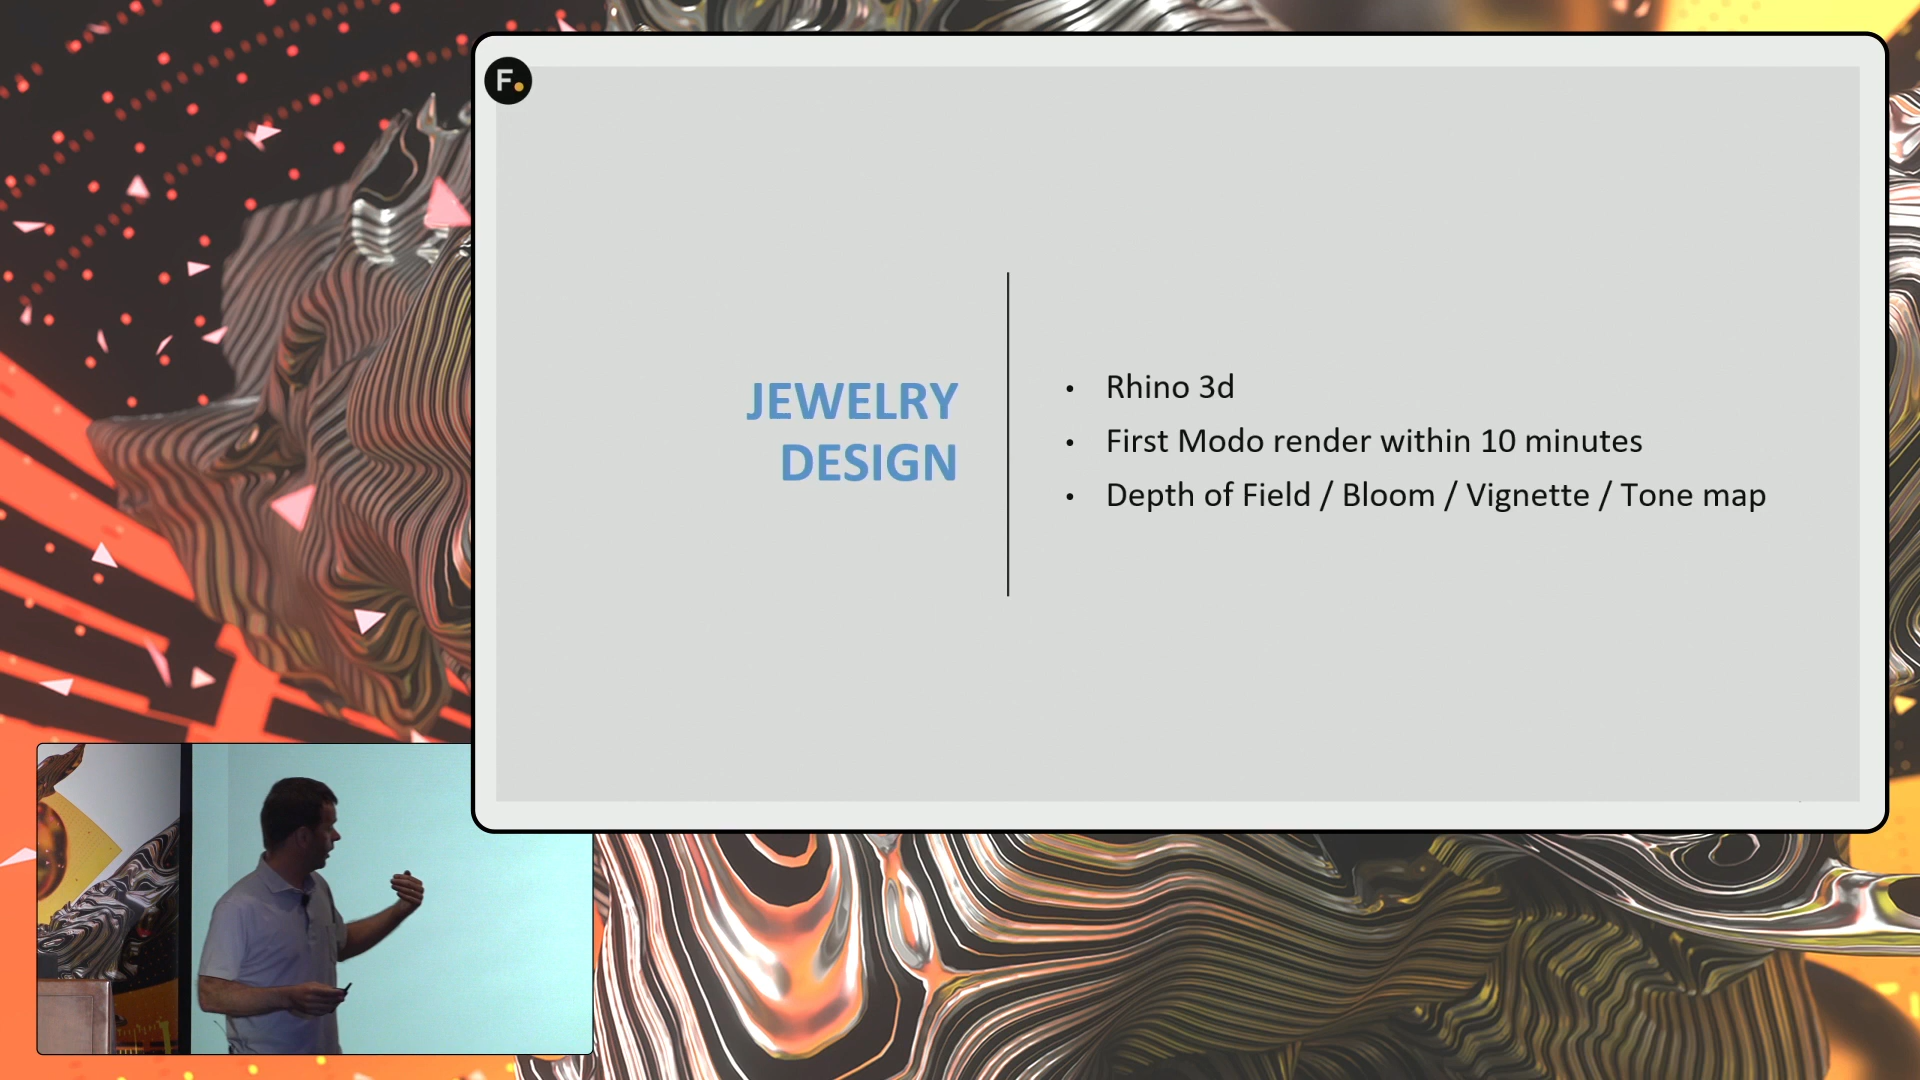 F.
JEWELRY
DESIGN
• Rhino 3d
• First Modo render within 10 minutes
• Depth of Field / Bloom / Vignette / Tone map